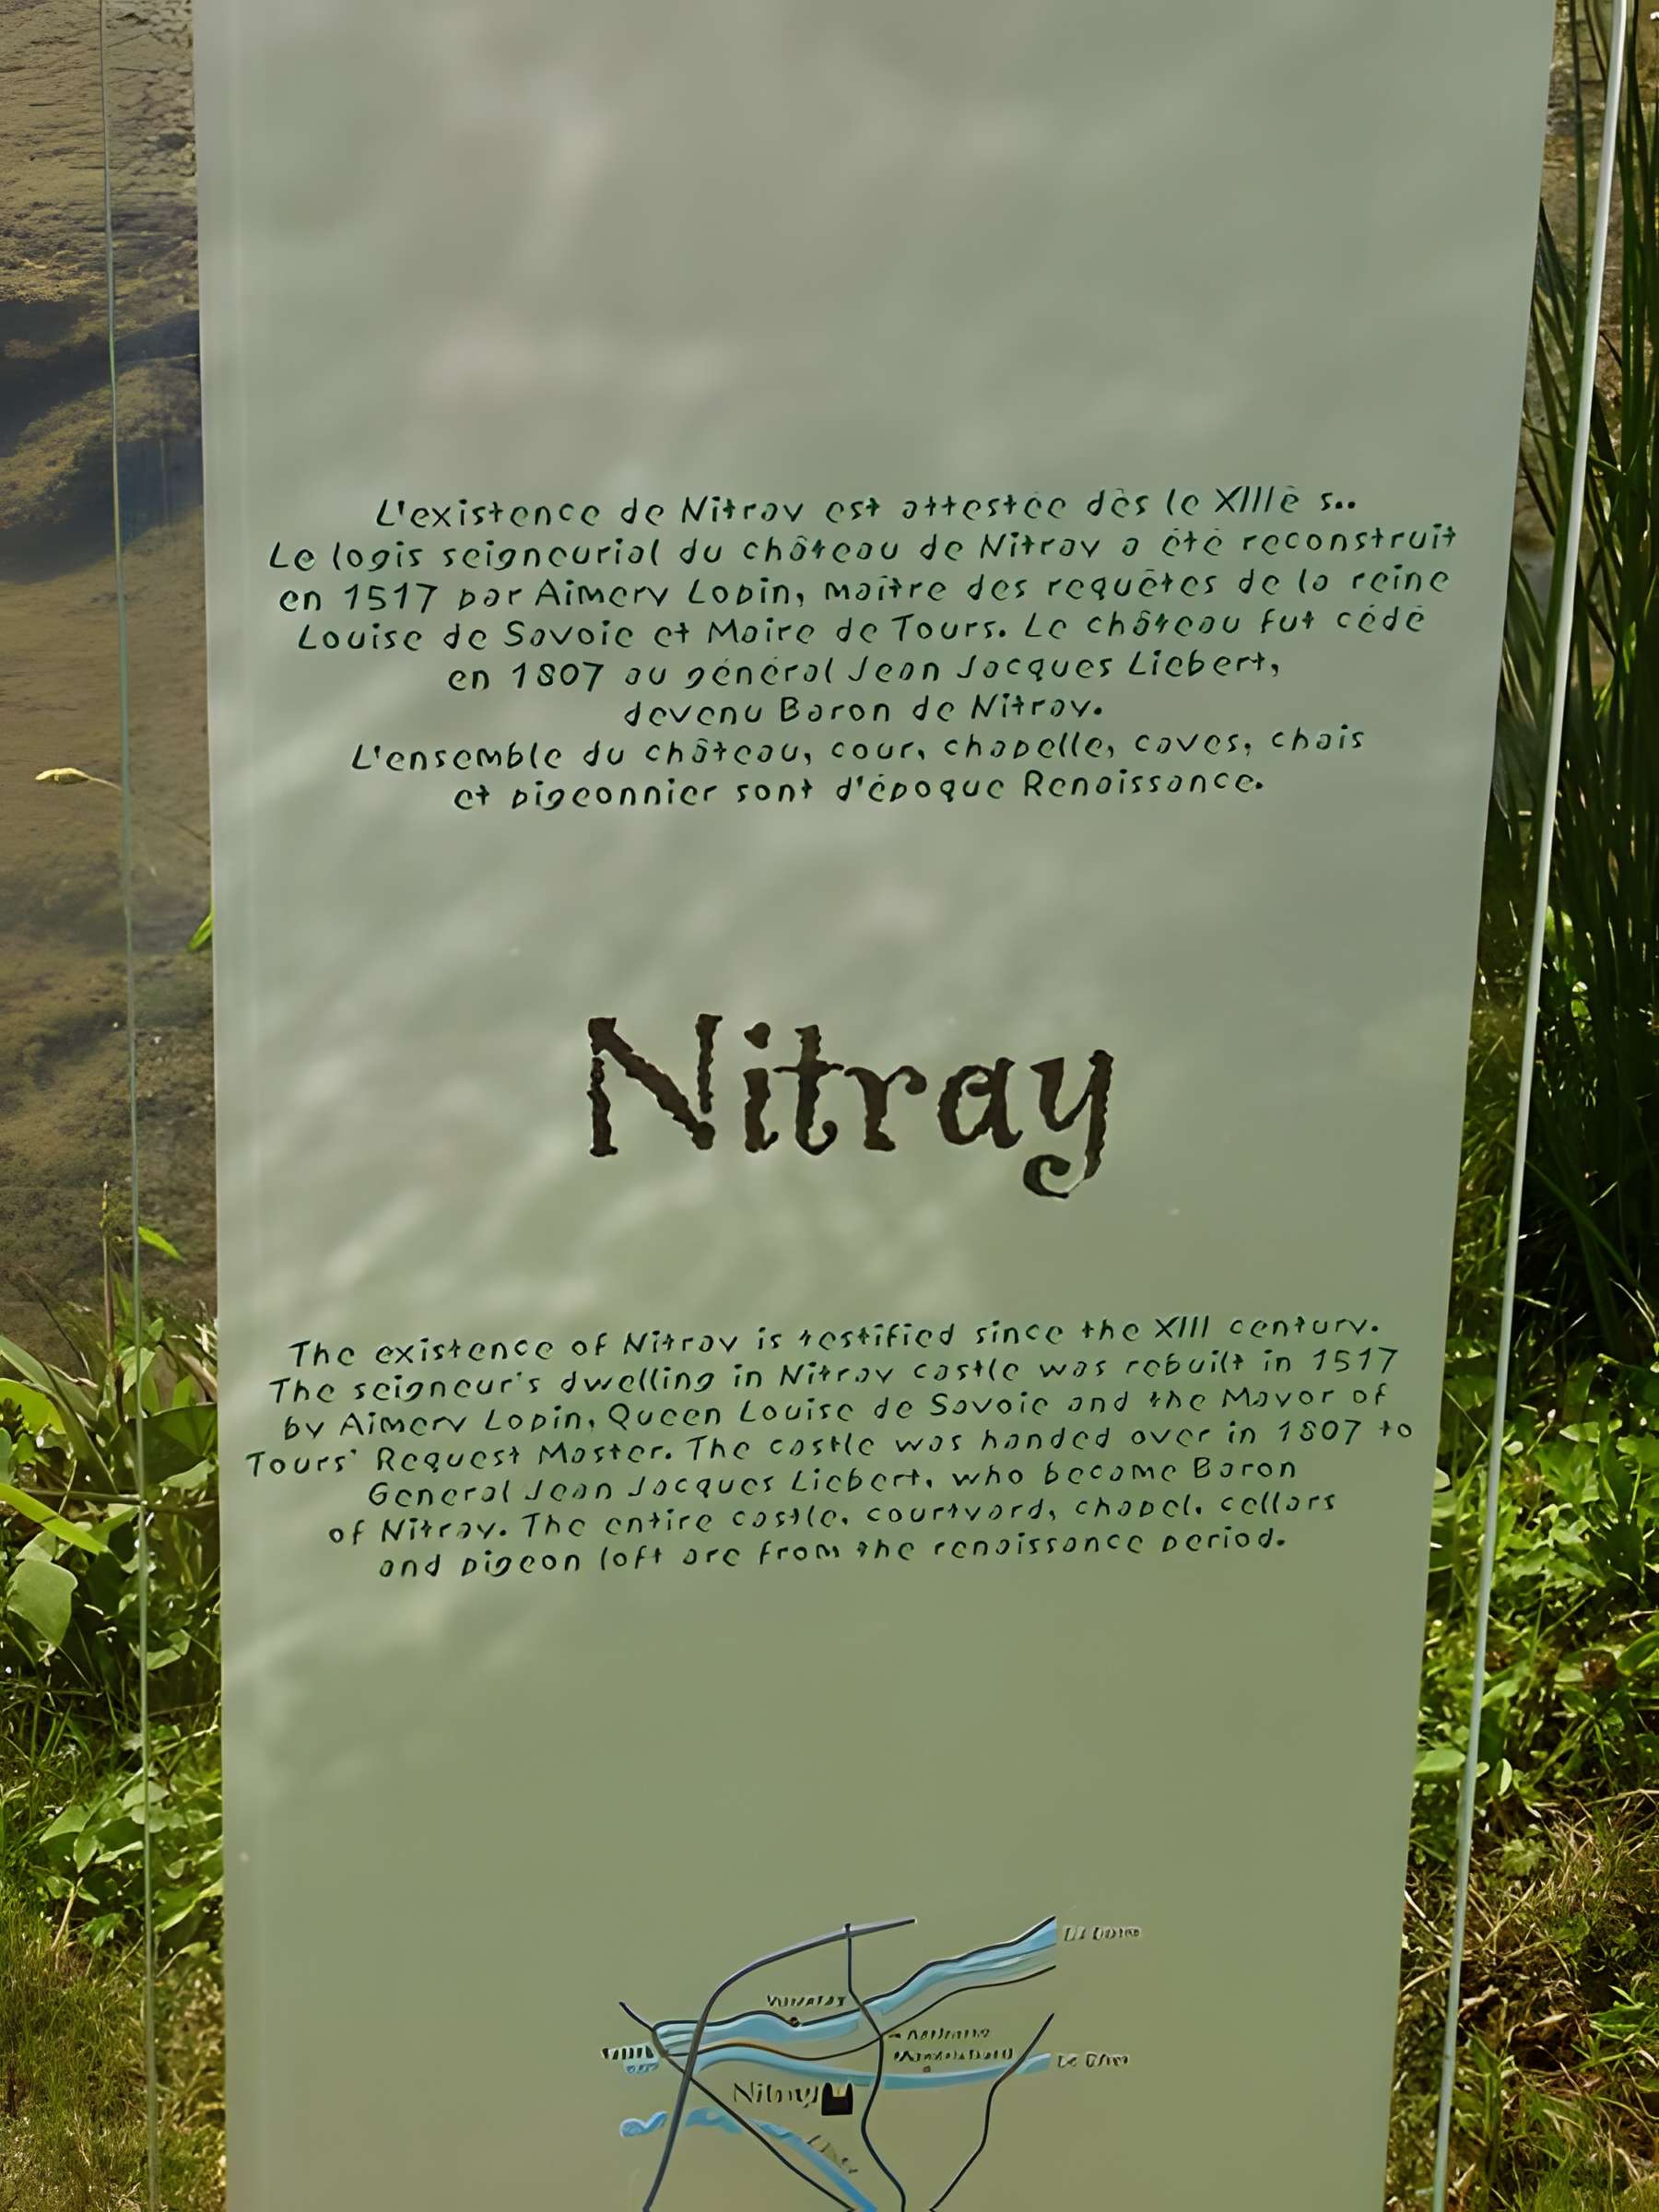 L'existence de Nitray est attestée dès le XIIIè s..
Le logis seigneurial du château de Nitray a été reconstruit
en 1517 par Aimery Lopin, maître des requêtes de la reine
Louise de Savoie et Maire de Tours. Le château fut cédé
en 1807 au général Jean Jacques Liebert,
devenu Baron de Nitray.
L'ensemble du château, cour, chapelle, caves, chais
et pigeonnier sont d'époque Renaissance.
Nitray
The existence of Nitray is testified since the XIII century.
The seigneur's dwelling in Nitray castle was rebuilt in 1517
by Aimery Lopin, Queen Louise de Savoie and the Mayor of
Tours' Request Master. The castle was handed over in 1807 to
General Jean Jacques Liebert, who became Baron
of Nitray. The entire castle, courtyard, chapel, cellars
and pigeon loft are from the renaissance period.
Nitray